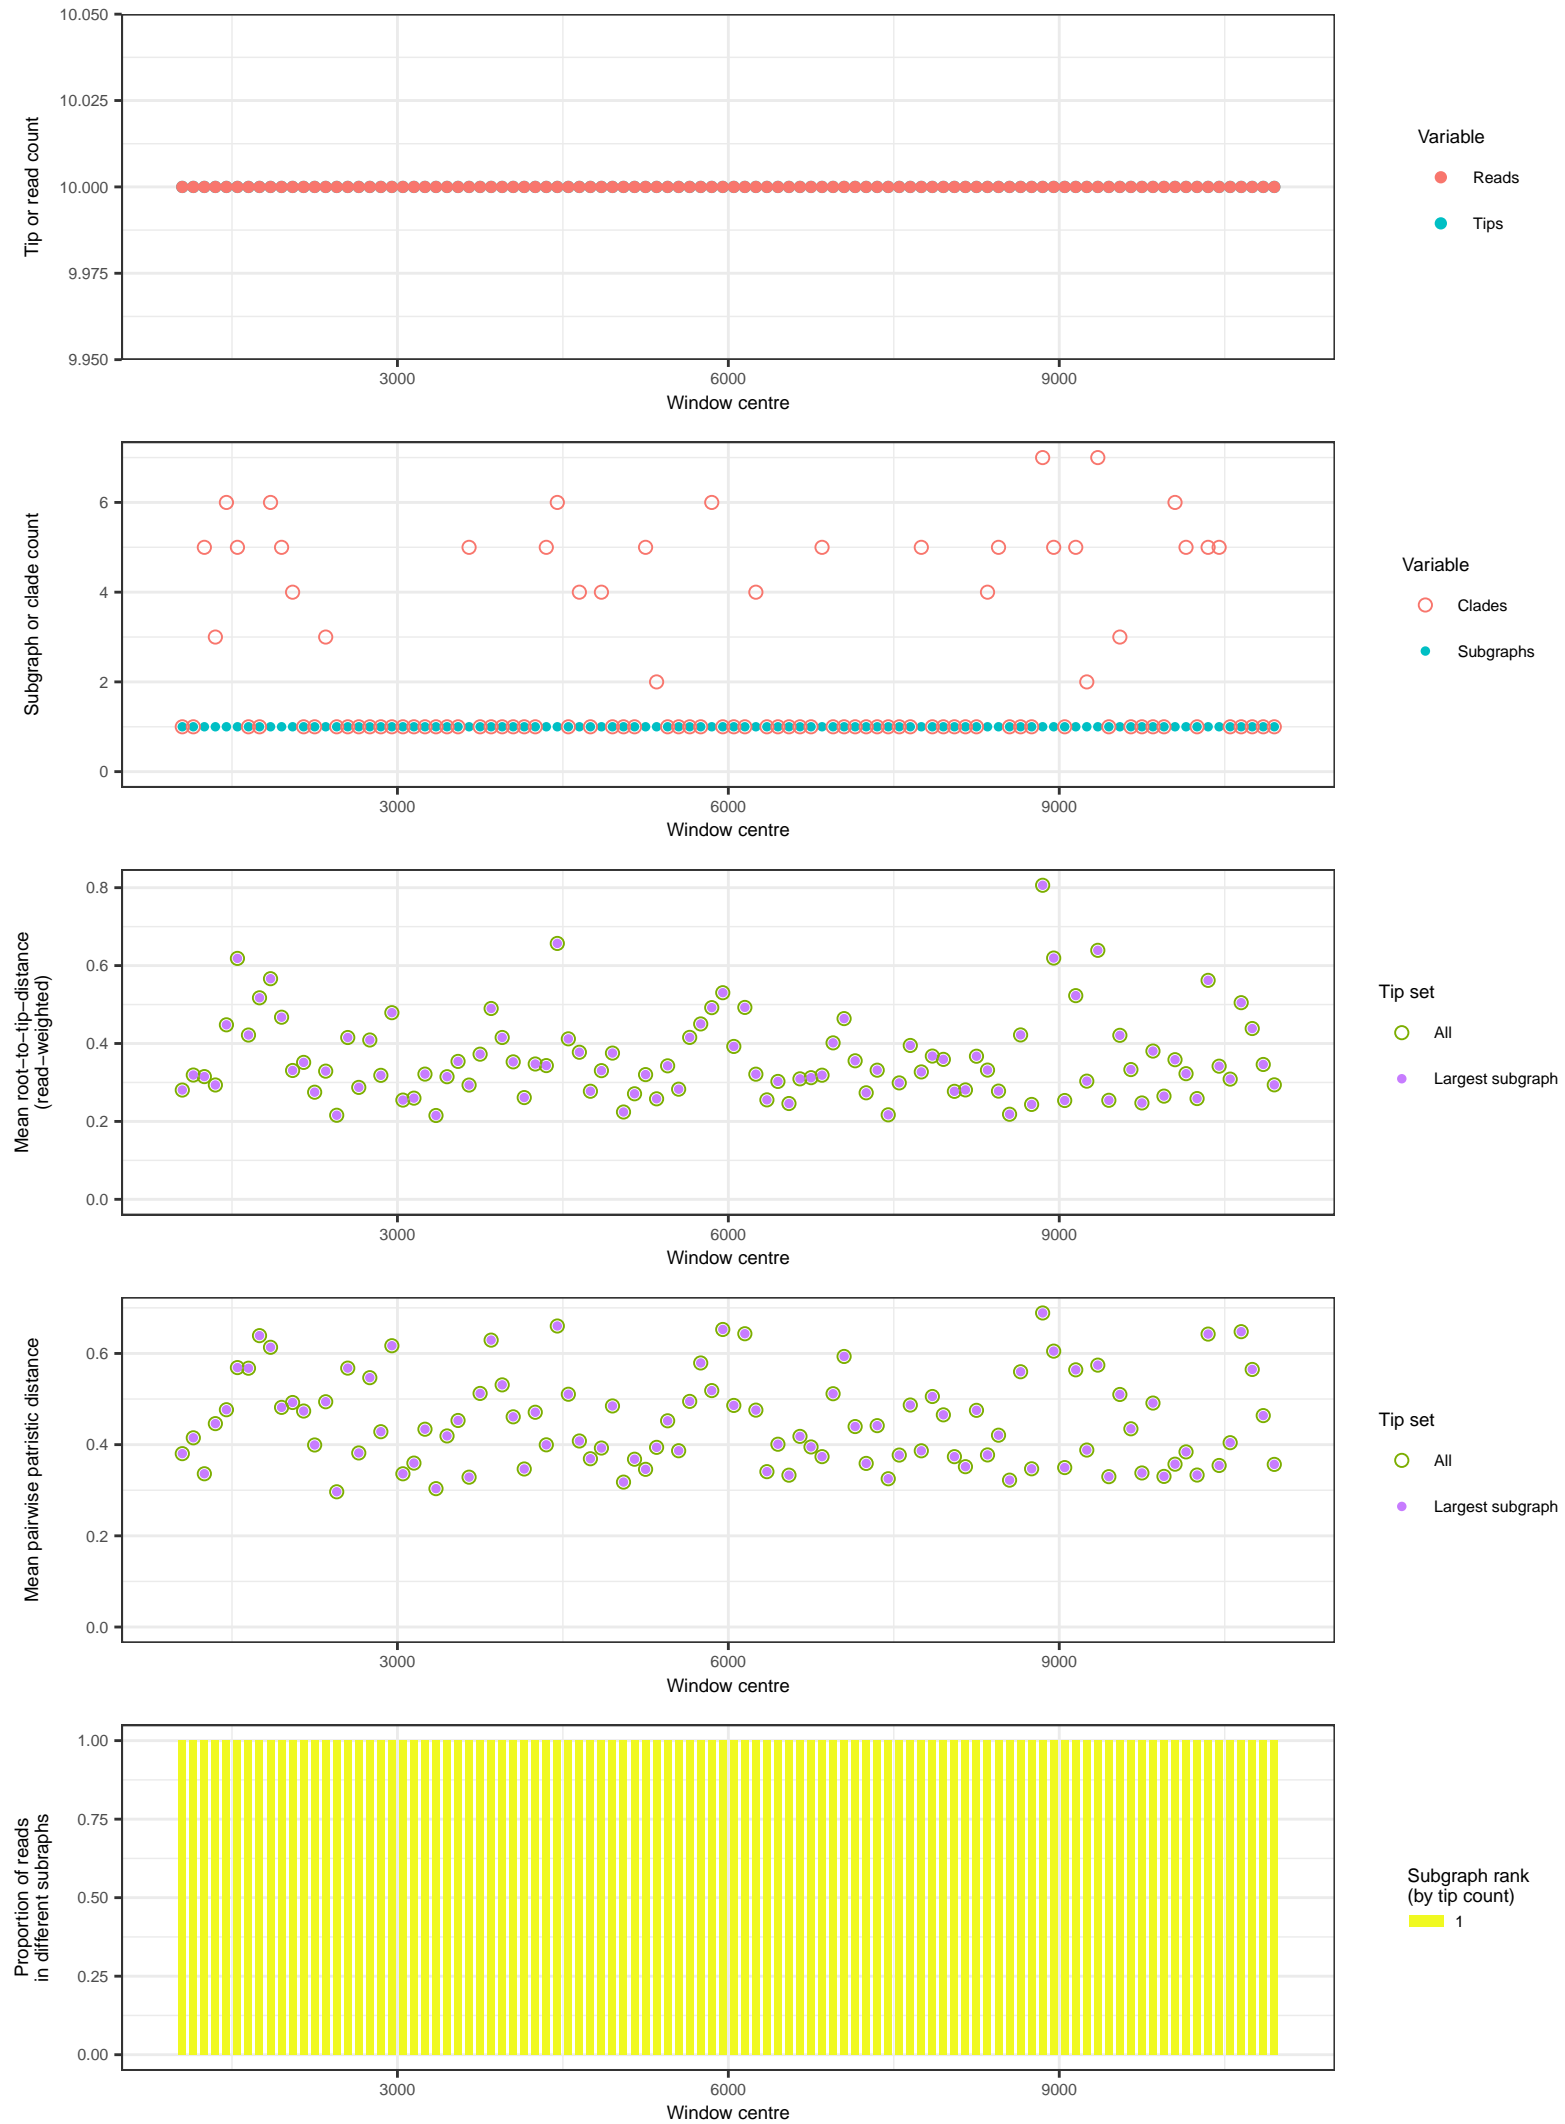 10.050
10.025
10.000
9.975
9.950
Tip or read count
3000
6000
9000
Window centre
Variable
Reads
Tips
6
4
2
0
Subgraph or clade count
3000
6000
9000
Window centre
Variable
Clades
Subgraphs
0.8
0.6
0.4
0.2
0.0
Mean root−to−tip−distance
(read−weighted)
3000
6000
9000
Window centre
Tip set
All
Largest subgraph
0.6
0.4
0.2
0.0
Mean pairwise patristic distance
3000
6000
9000
Window centre
Tip set
All
Largest subgraph
1.00
0.75
0.50
0.25
0.00
Proportion of reads
in different subraphs
3000
6000
9000
Window centre
Subgraph rank
(by tip count)
1